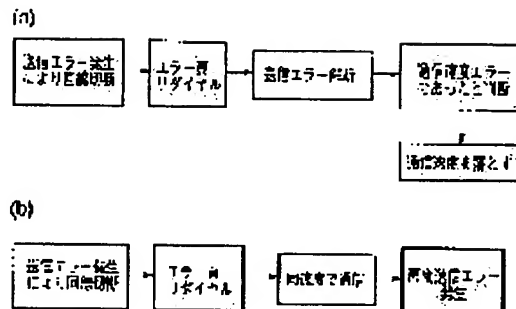 (a)
送信エラー発生
により回線切断
エラー再
リダイヤル
送信エラー解析
通信速度エラー
であったと判断
通信速度を落とす
(b)
送信エラー発生
により回線切断
リダイヤル
同速度で通信
再度送信エラー
発生